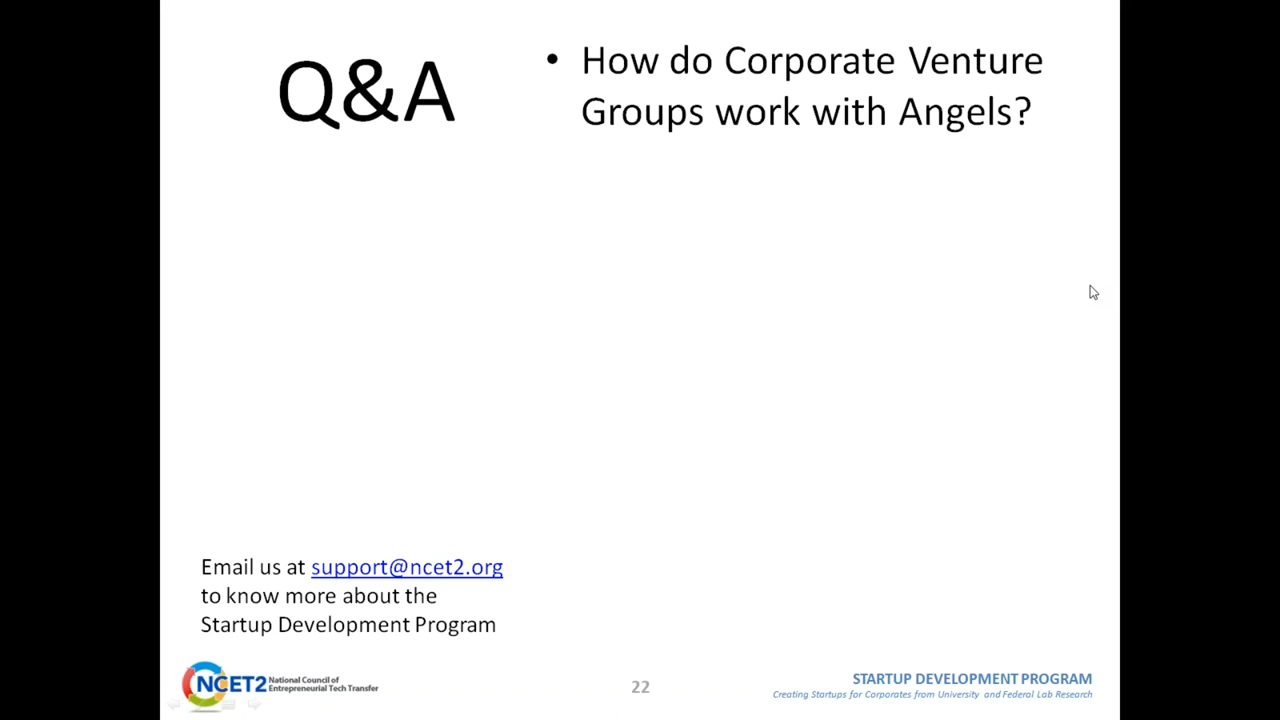 Q&A
• How do Corporate Venture
Groups work with Angels?
Email us at support@ncet2.org
to know more about the
Startup Development Program
NCET2 National Council of
Entrepreneurial Tech Transfer
22
STARTUP DEVELOPMENT PROGRAM
Creating Startups for Corporates from University and Federal Lab Research